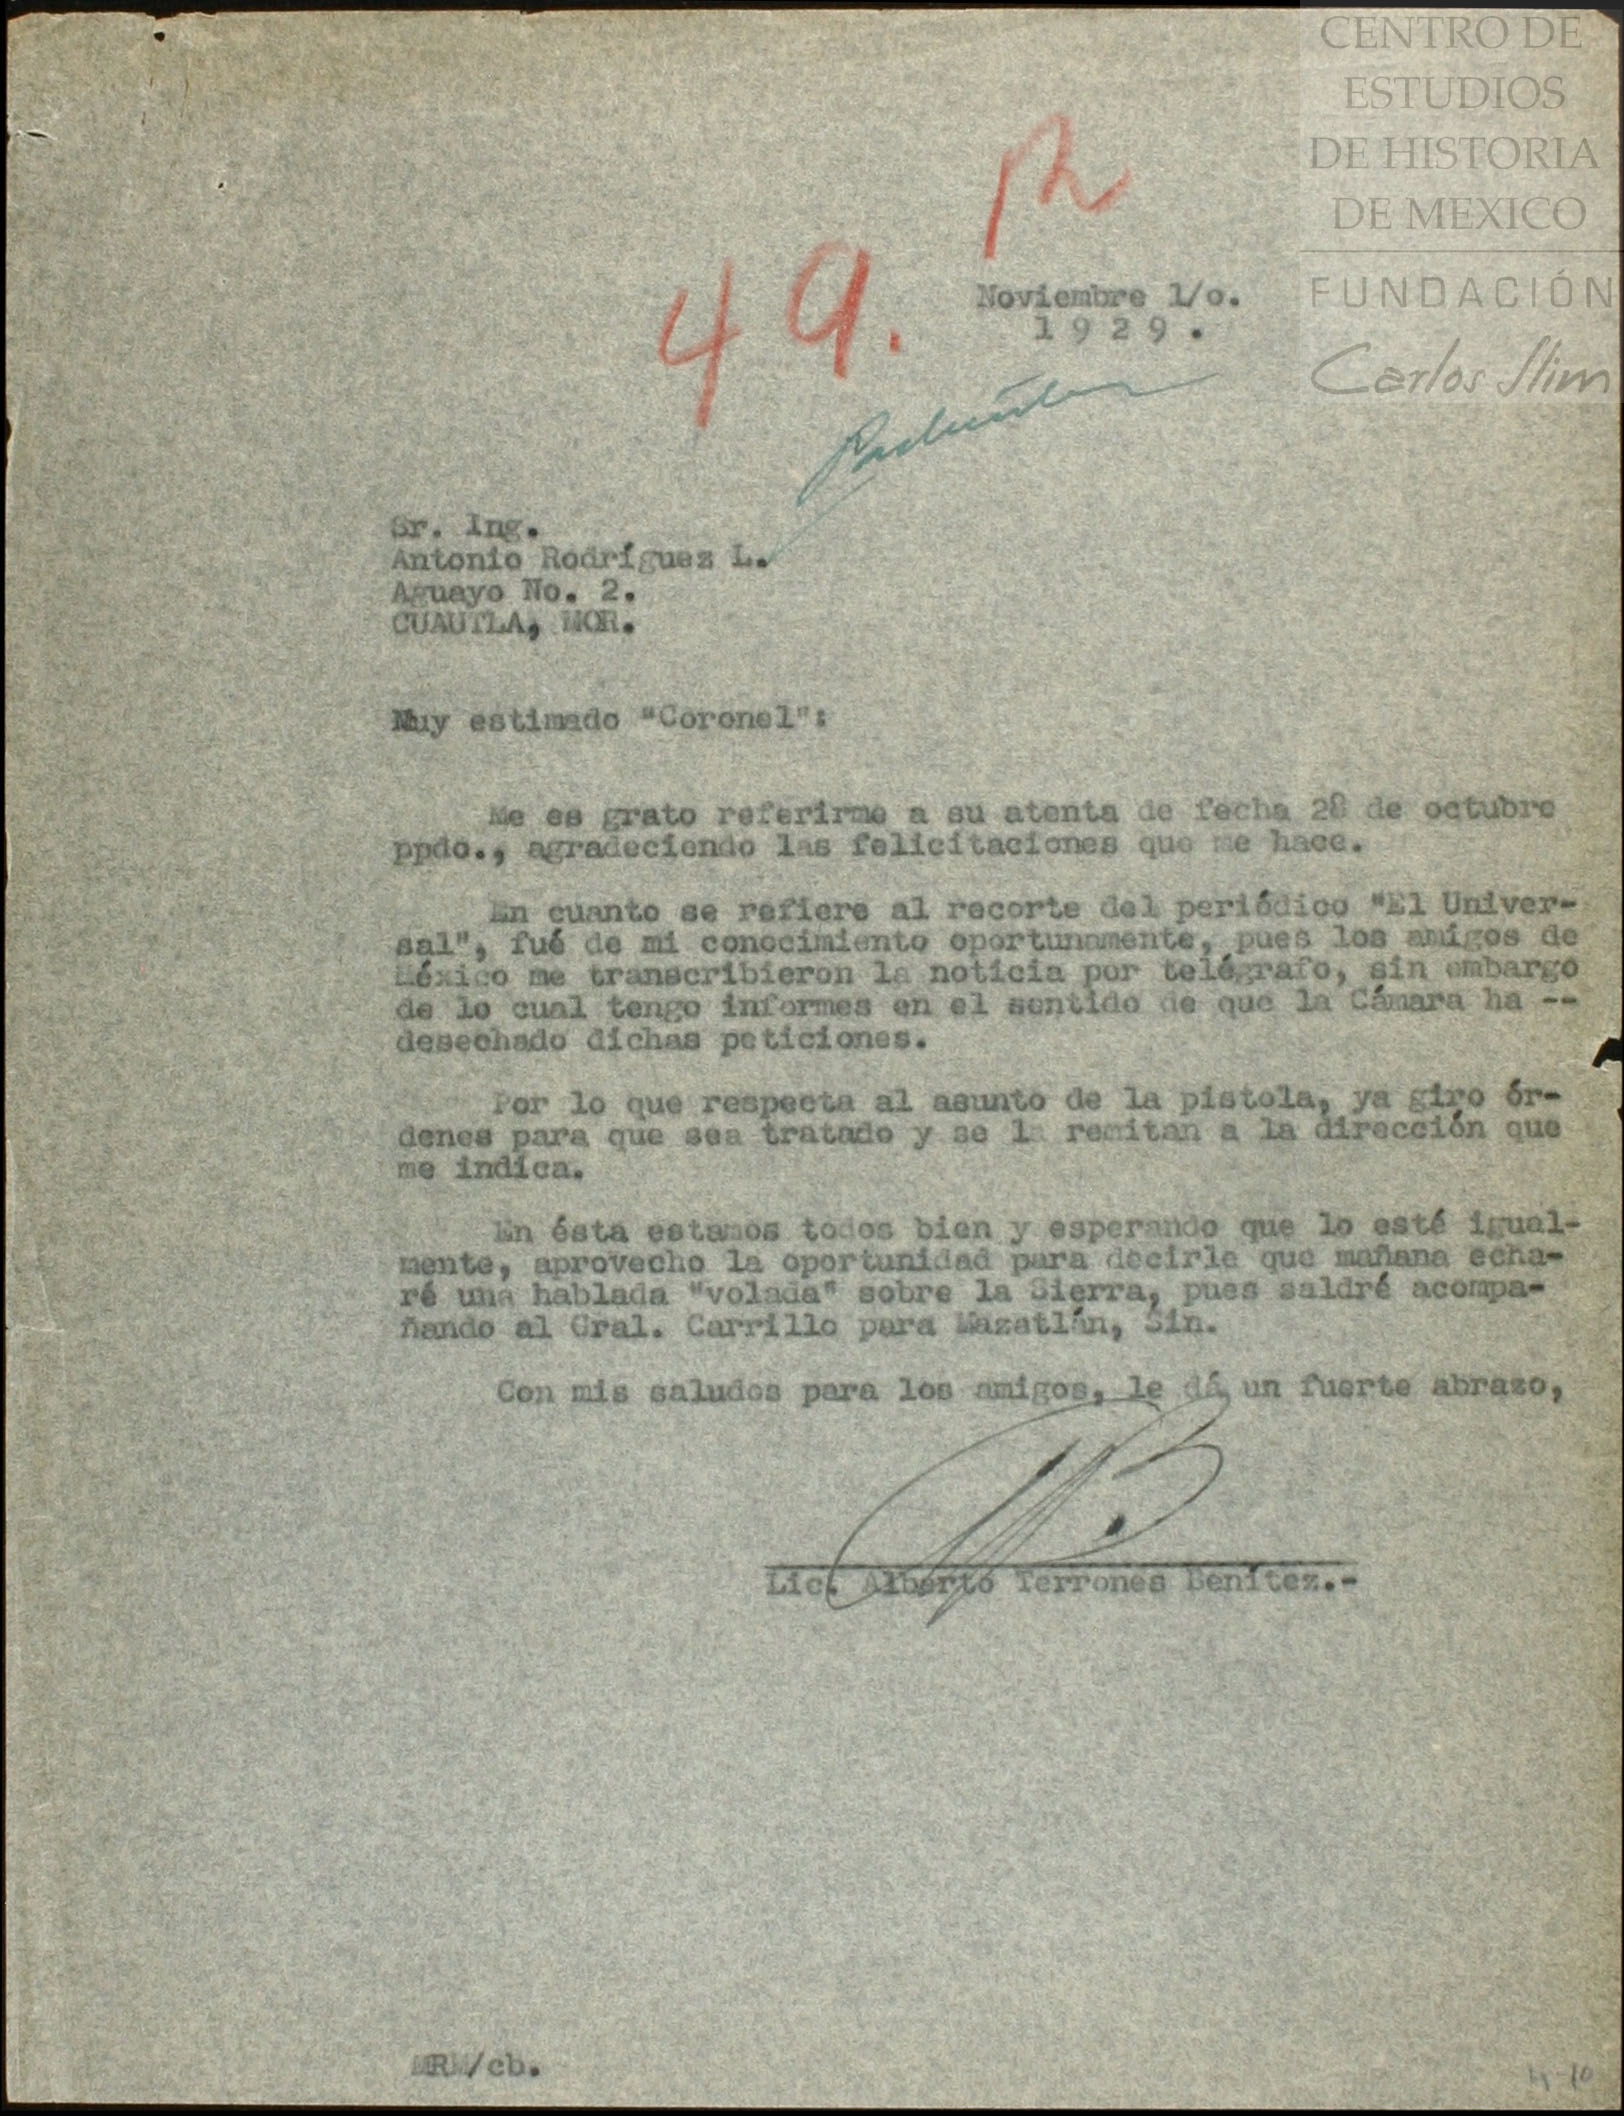 CENTRO DE
ESTUDIOS
DE HISTORIA
DE MEXICO
FUNDACIÓN
Carlos Slim
49.
Noviembre 1/o.
1929.
Sr. Ing.
Antonio Rodríguez L.
Aguayo No. 2.
CUAUTLA, MOR.
Muy estimado "Coronel":
Me es grato referirme a su atenta de fecha 28 de octubre
ppdo., agradeciendo las felicitaciones que me hace.
En cuanto se refiere al recorte del periódico "El Univer-
sal", fué de mi conocimiento oportunamente, pues los amigos de
México me transcribieron la noticia por telégrafo, sin embargo
de lo cual tengo informes en el sentido de que la Cámara ha --
desechado dichas peticiones.
Por lo que respecta al asunto de la pistola, ya giro ór-
denes para que sea tratado y se la remitan a la dirección que
me indica.
En ésta estamos todos bien y esperando que lo esté igual-
mente, aprovecho la oportunidad para decirle que mañana echa-
ré una hablada "volada" sobre la Sierra, pues saldré acompa-
ñando al Gral. Carrillo para Mazatlán, Sin.
Con mis saludos para los amigos, le dá un fuerte abrazo,
Lic. Alberto Terrones Benítez.-
MRM/cb.
4-10